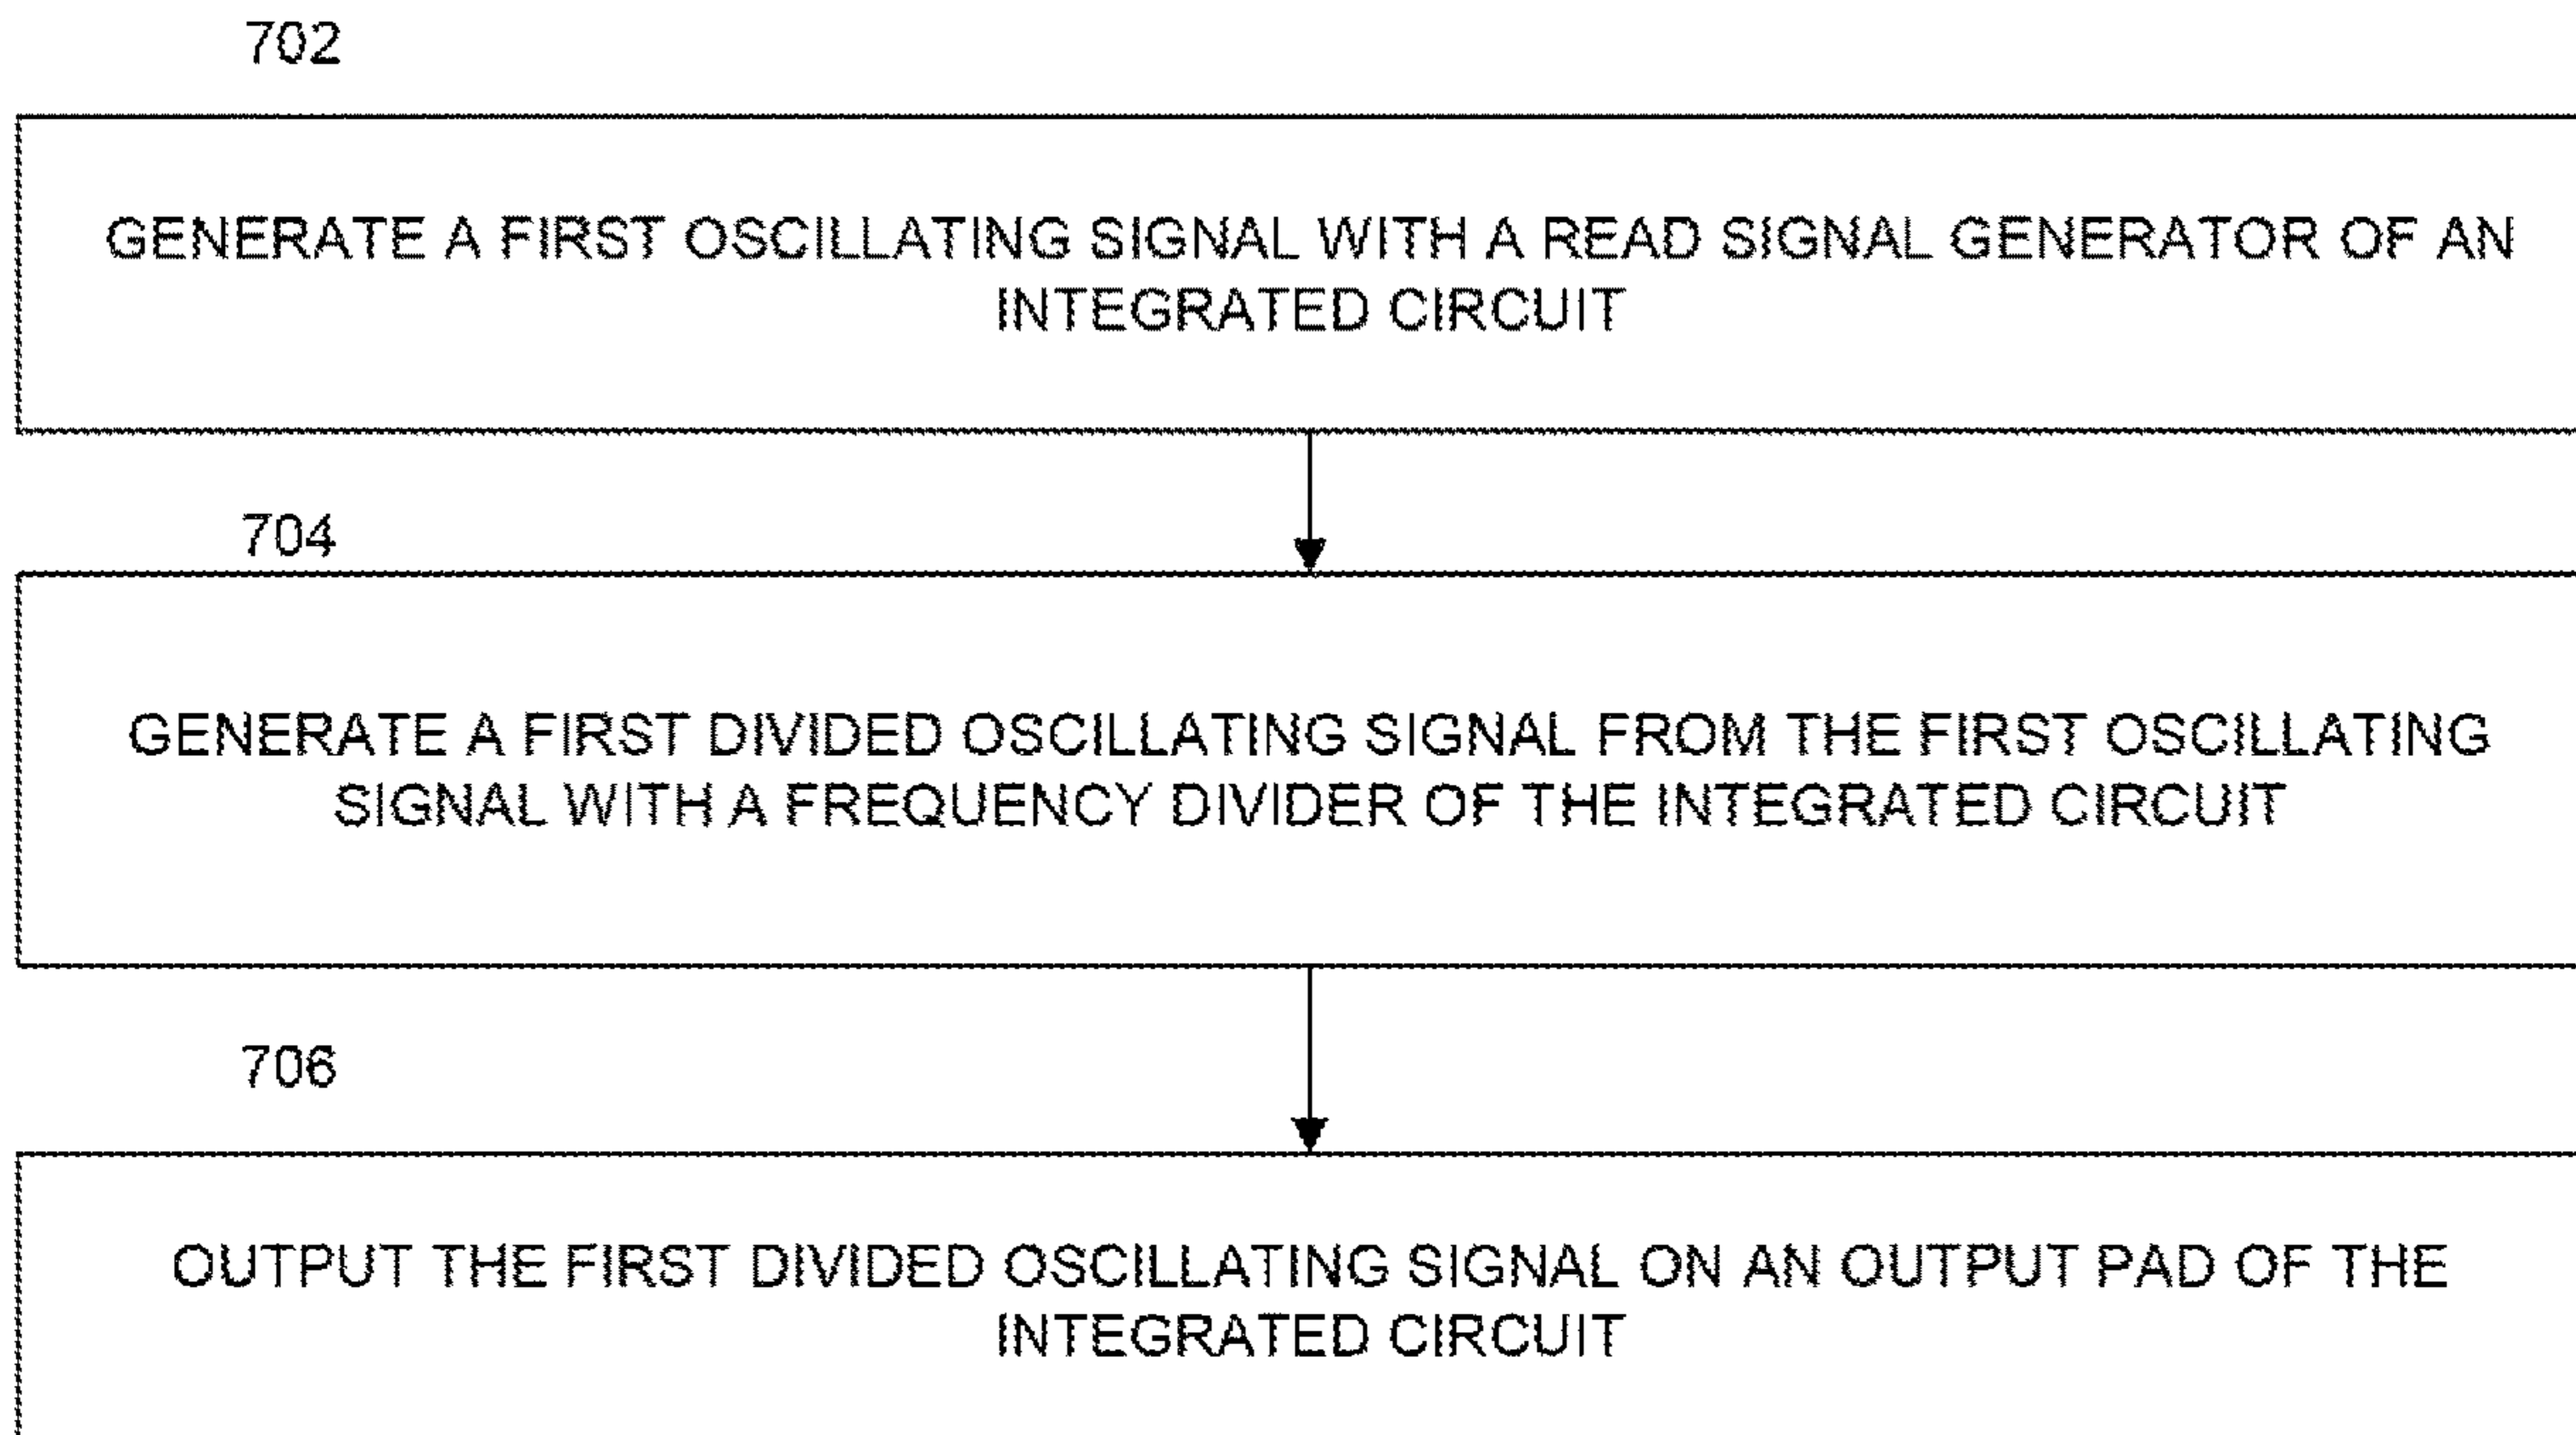 702
GENERATE A FIRST OSCILLATING SIGNAL WITH A READ SIGNAL GENERATOR OF AN
INTEGRATED CIRCUIT
704
GENERATE A FIRST DIVIDED OSCILLATING SIGNAL FROM THE FIRST OSCILLATING
SIGNAL WITH A FREQUENCY DIVIDER OF THE INTEGRATED CIRCUIT
706
OUTPUT THE FIRST DIVIDED OSCILLATING SIGNAL ON AN OUTPUT PAD OF THE
INTEGRATED CIRCUIT